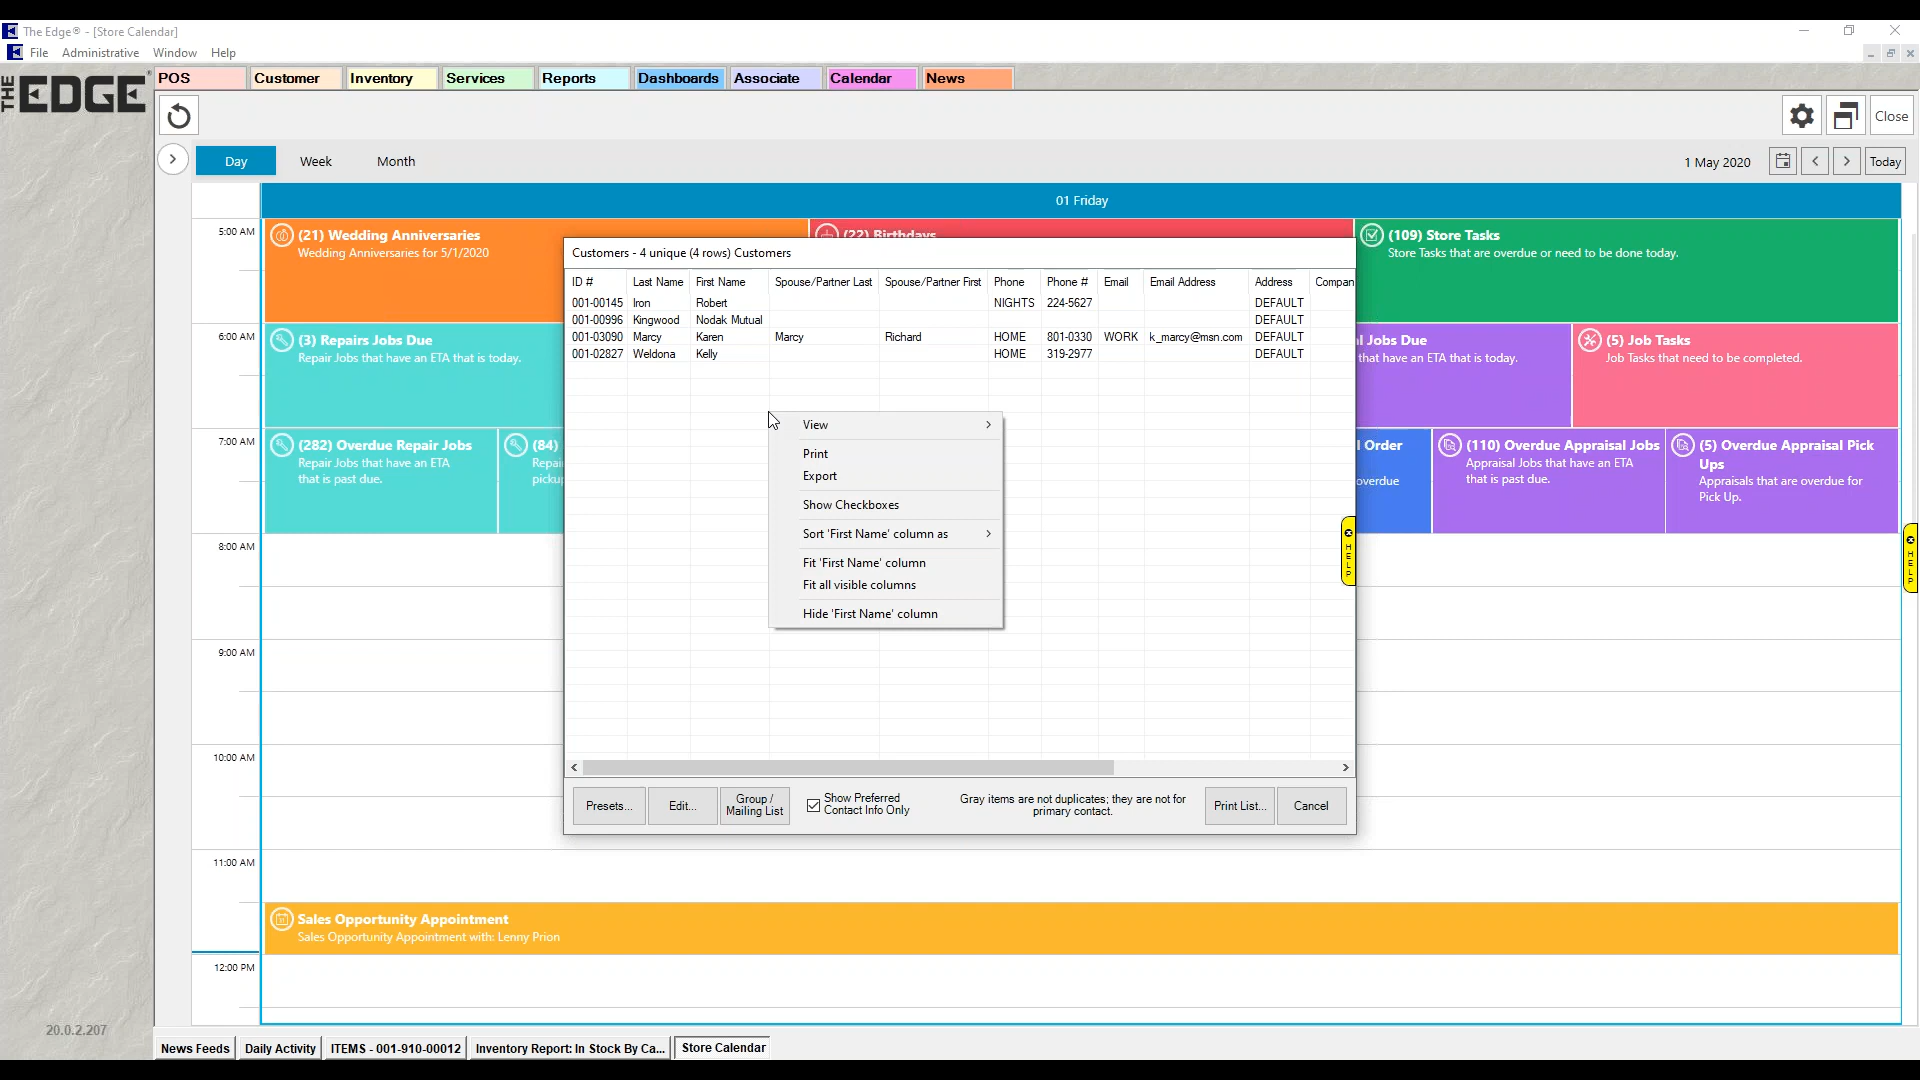 The Edge® - [Store Calendar]
File Administrative Window Help
THE EDGE®
POS Customer Inventory Services Reports Dashboards Associate Calendar News
Close
Day Week Month
1 May 2020
Today
01 Friday
5:00 AM
(21) Wedding Anniversaries
Wedding Anniversaries for 5/1/2020
(22) Birthdays
(109) Store Tasks
Store Tasks that are overdue or need to be done today.
Customers - 4 unique (4 rows) Customers
ID # Last Name First Name Spouse/Partner Last Spouse/Partner First Phone Phone # Email Email Address Address Compan
001-00145 Iron Robert NIGHTS 224-5627 DEFAULT
001-00996 Kingwood Nodak Mutual DEFAULT
001-03090 Marcy Karen Marcy Richard HOME 801-0330 WORK k_marcy@msn.com DEFAULT
001-02827 Weldona Kelly HOME 319-2977 DEFAULT
6:00 AM
(3) Repairs Jobs Due
Repair Jobs that have an ETA that is today.
l Jobs Due
that have an ETA that is today.
(5) Job Tasks
Job Tasks that need to be completed.
View
Print
Export
Show Checkboxes
Sort 'First Name' column as
Fit 'First Name' column
Fit all visible columns
Hide 'First Name' column
7:00 AM
(282) Overdue Repair Jobs
Repair Jobs that have an ETA
that is past due.
(84)
Repai
pickup
l Order
overdue
(110) Overdue Appraisal Jobs
Appraisal Jobs that have an ETA
that is past due.
(5) Overdue Appraisal Pick
Ups
Appraisals that are overdue for
Pick Up.
HELP
HELP
8:00 AM
9:00 AM
10:00 AM
Presets...
Edit...
Group /
Mailing List
Show Preferred
Contact Info Only
Gray items are not duplicates; they are not for
primary contact.
Print List...
Cancel
11:00 AM
Sales Opportunity Appointment
Sales Opportunity Appointment with: Lenny Prion
12:00 PM
20.0.2.207
News Feeds Daily Activity ITEMS - 001-910-00012 Inventory Report: In Stock By Ca... Store Calendar